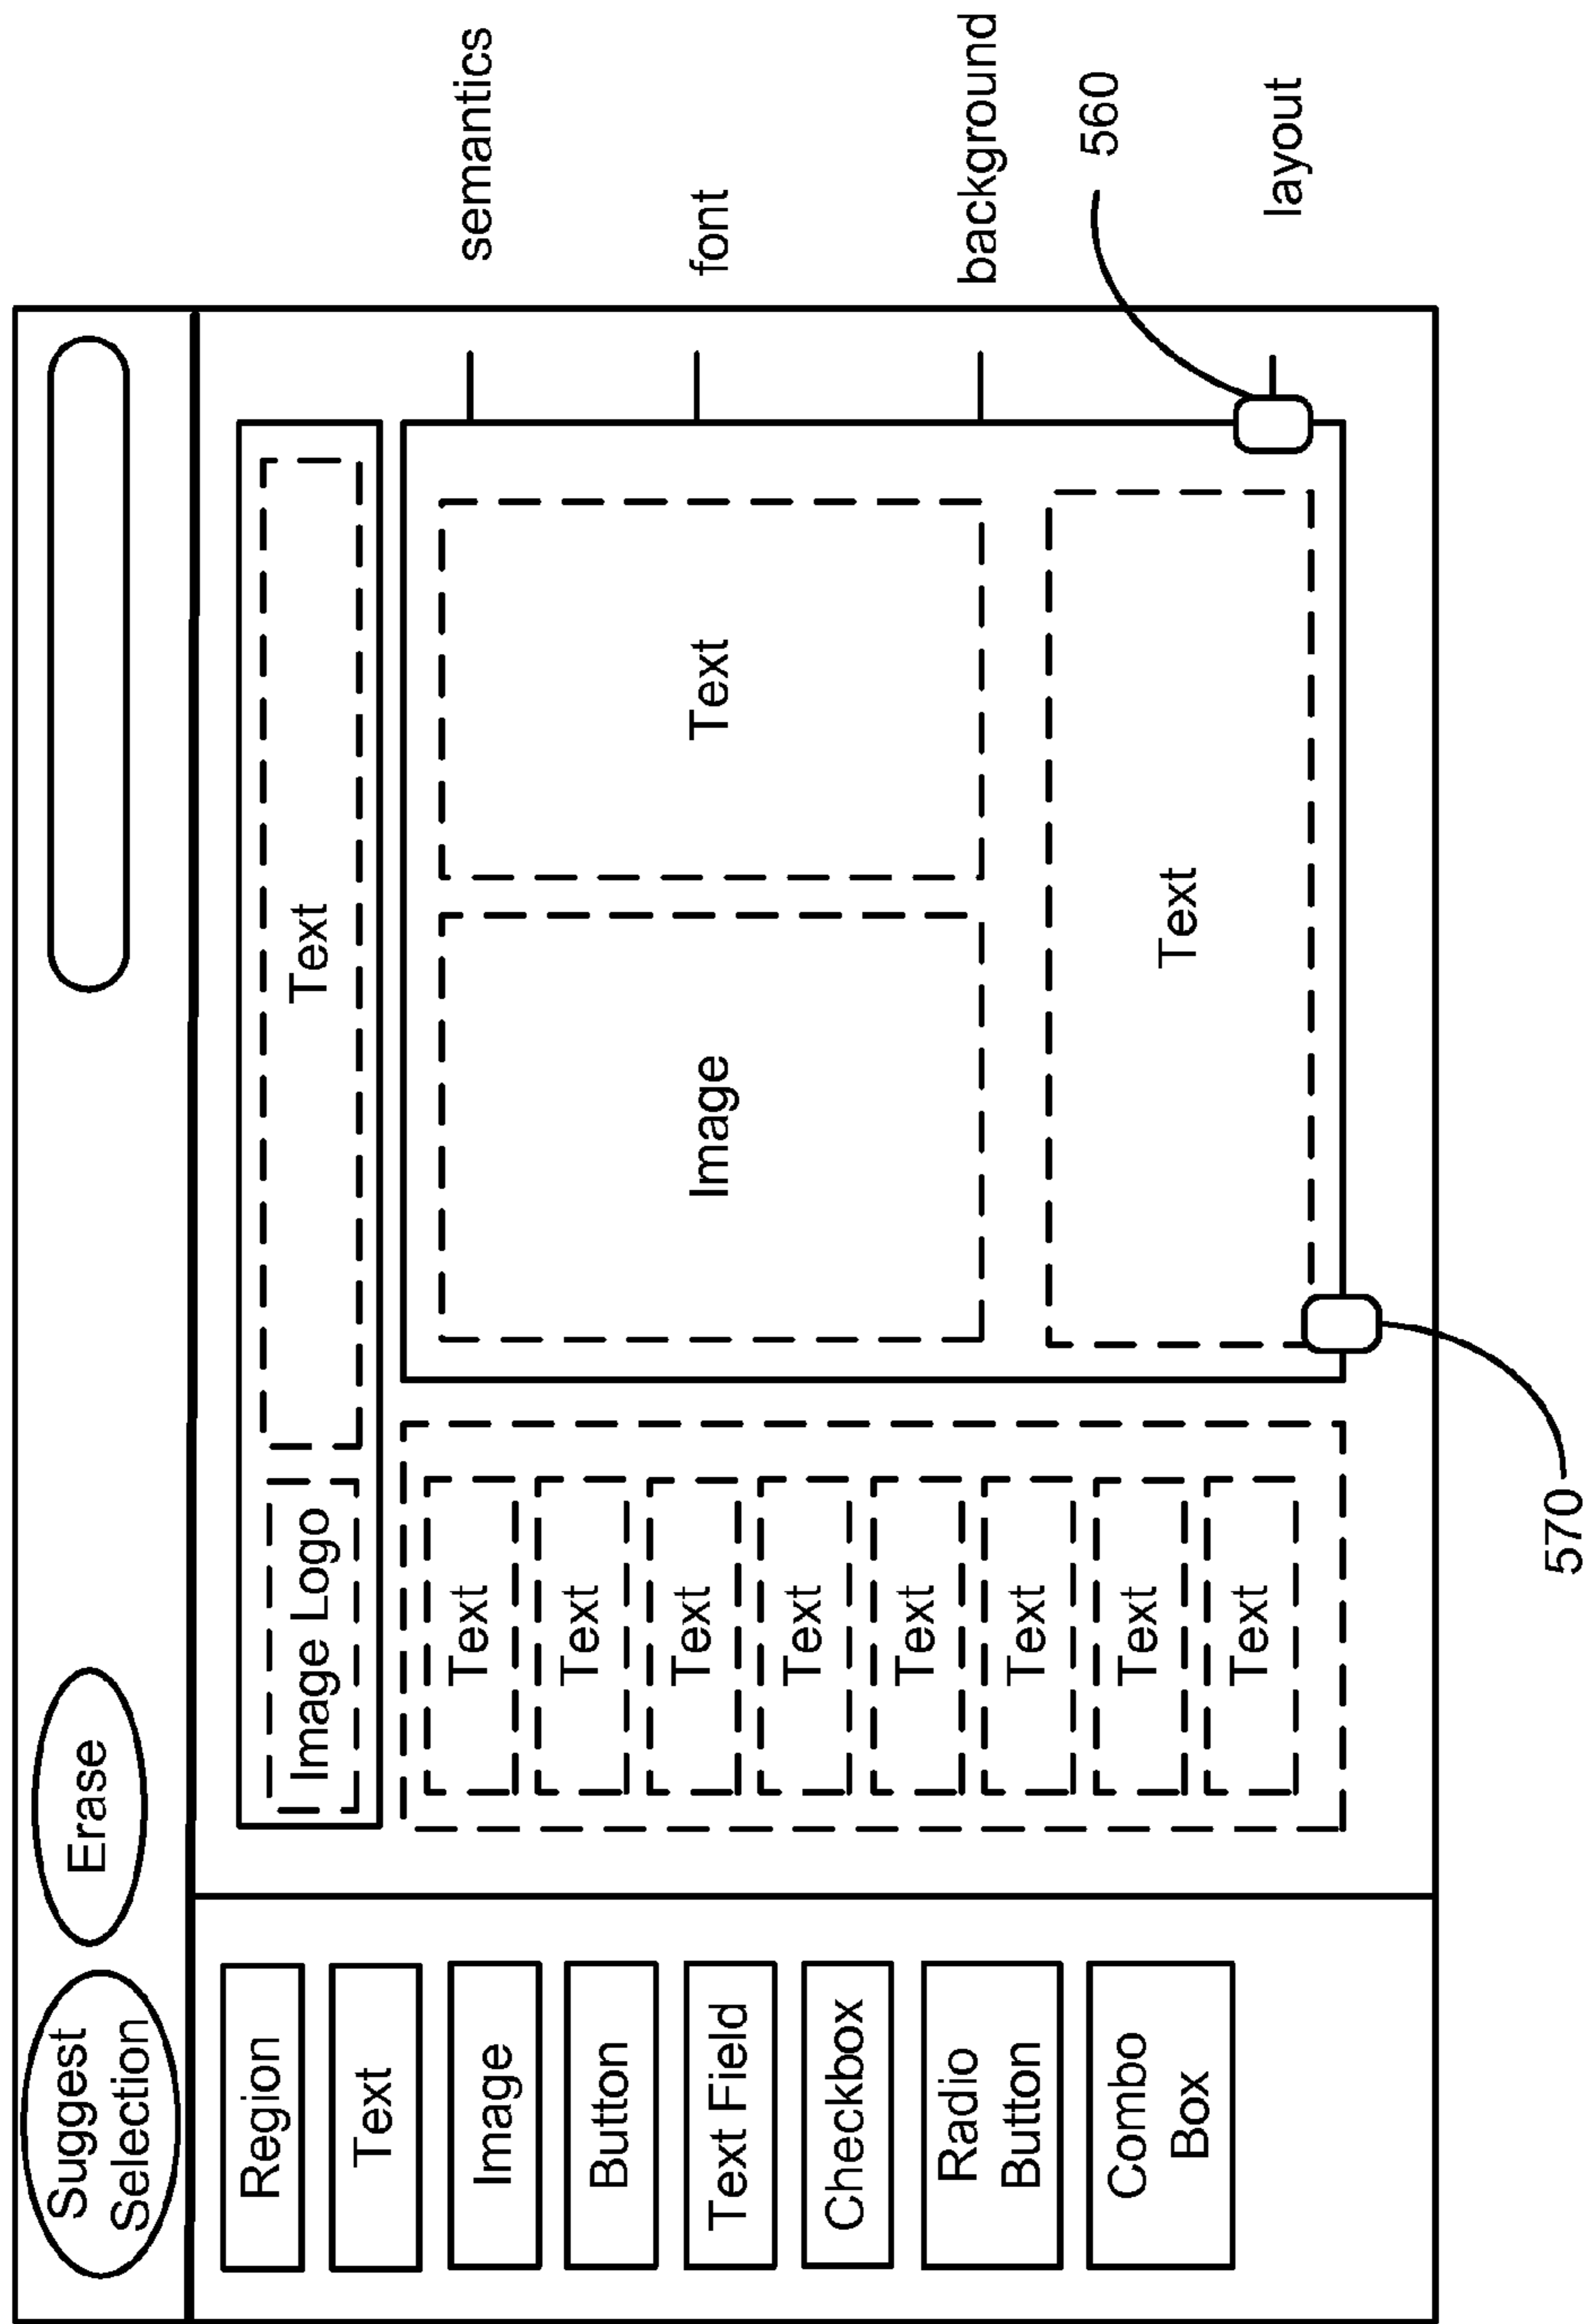 Suggest
Selection
Erase
Region
Text
Image
Button
Text Field
Checkbox
Radio
Button
Combo
Box
Image Logo
Text
Text
Text
Text
Text
Text
Text
Text
Text
Image
Text
Text
semantics
font
background
560
layout
570